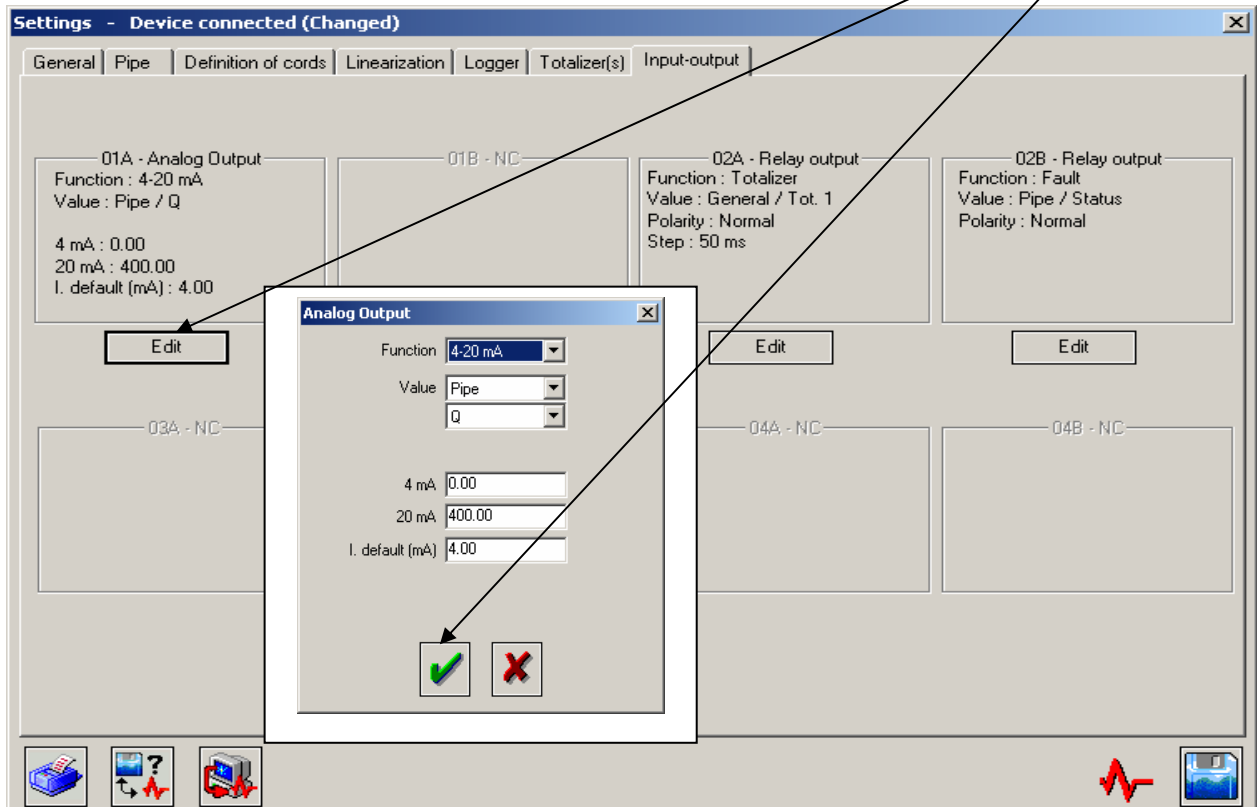 Settings - Device connected (Changed)
General Pipe Definition of cords Linearization Logger Totalizer(s) Input-output
01A - Analog Output
Function : 4-20 mA
Value : Pipe / Q
4 mA : 0.00
20 mA : 400.00
I. default (mA) : 4.00
Edit
01B - NC
02A - Relay output
Function : Totalizer
Value : General / Tot. 1
Polarity : Normal
Step : 50 ms
Edit
02B - Relay output
Function : Fault
Value : Pipe / Status
Polarity : Normal
Edit
Analog Output
Function 4-20 mA
Value Pipe
Q
4 mA 0.00
20 mA 400.00
I. default (mA) 4.00
03A - NC
04A - NC
04B - NC
?